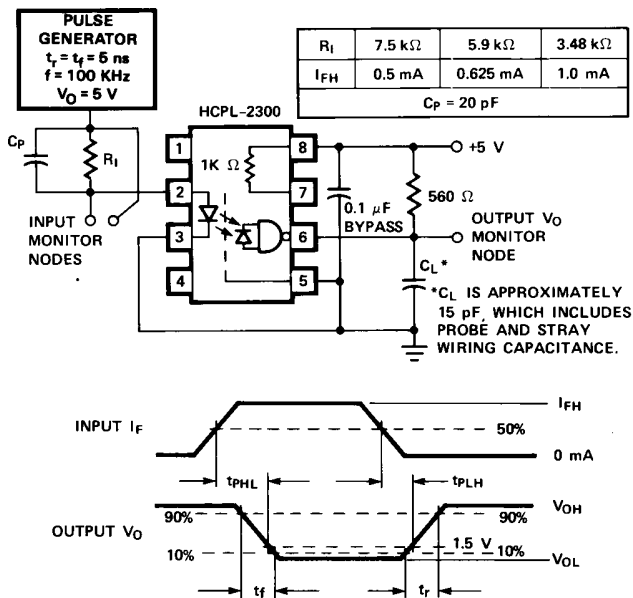 PULSE
GENERATOR
tr = tf = 5 ns
f = 100 KHz
VO = 5 V
RI 7.5 kΩ 5.9 kΩ 3.48 kΩ
IFH 0.5 mA 0.625 mA 1.0 mA
CP = 20 pF
HCPL-2300
CP
RI
1
2
3
4
1K Ω
8
7
6
5
+5 V
560 Ω
0.1 µF
BYPASS
INPUT
MONITOR
NODES
OUTPUT VO
MONITOR
NODE
CL*
*CL IS APPROXIMATELY
15 pF, WHICH INCLUDES
PROBE AND STRAY
WIRING CAPACITANCE.
INPUT IF
IFH
50%
0 mA
tPHL
tPLH
OUTPUT VO
90%
10%
VOH
90%
1.5 V
10%
VOL
tf
tr